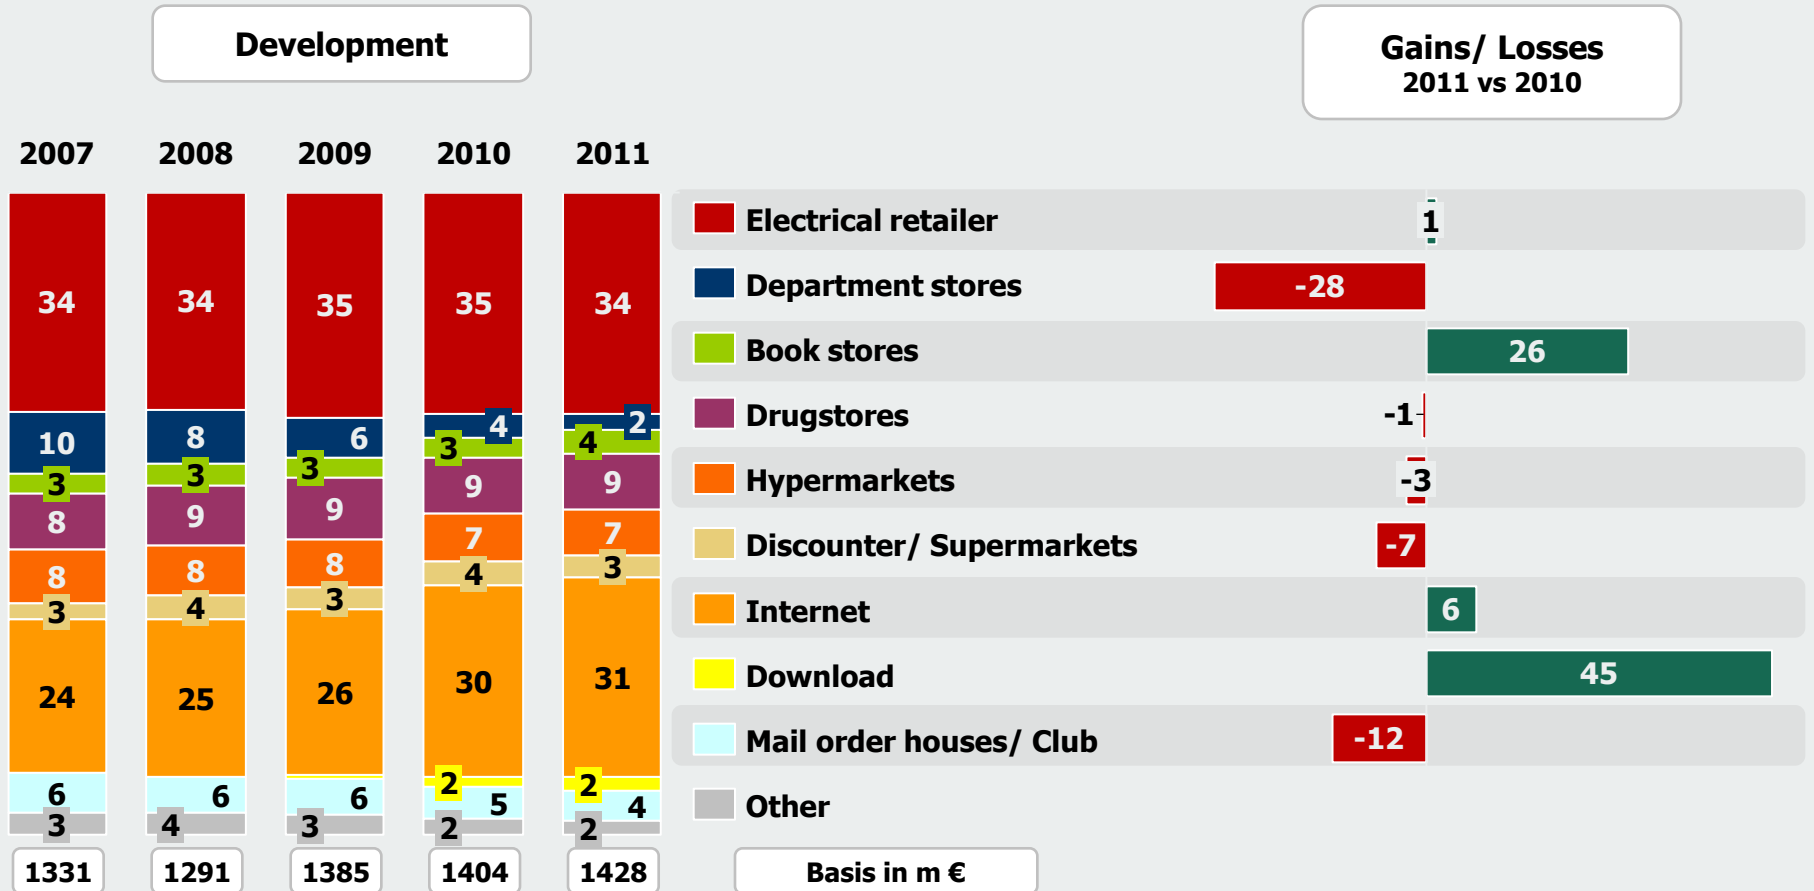 Development
Gains/ Losses
2011 vs 2010
2007 2008 2009 2010 2011
34 34 35 35 34
10 8 6 4 2
3 3 3 3 4
8 9 9 9 9
8 8 8 7 7
3 4 3 4 3
24 25 26 30 31
2 2
6 6 6 5 4
3 4 3 2 2
1331 1291 1385 1404 1428
Basis in m €
Electrical retailer 1
Department stores -28
Book stores 26
Drugstores -1
Hypermarkets -3
Discounter/ Supermarkets -7
Internet 6
Download 45
Mail order houses/ Club -12
Other